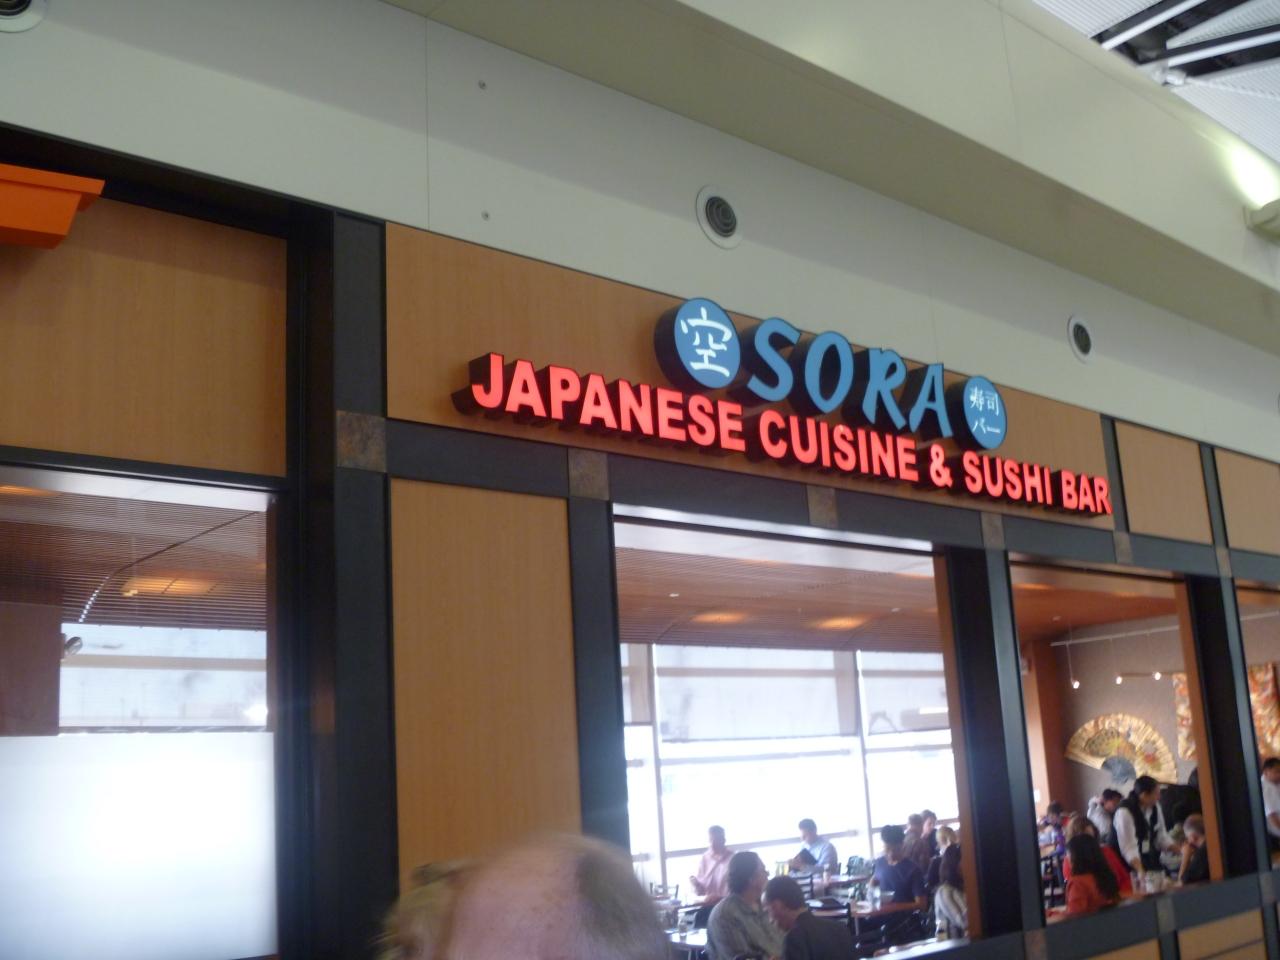 空 SORA 寿司バー
JAPANESE CUISINE & SUSHI BAR